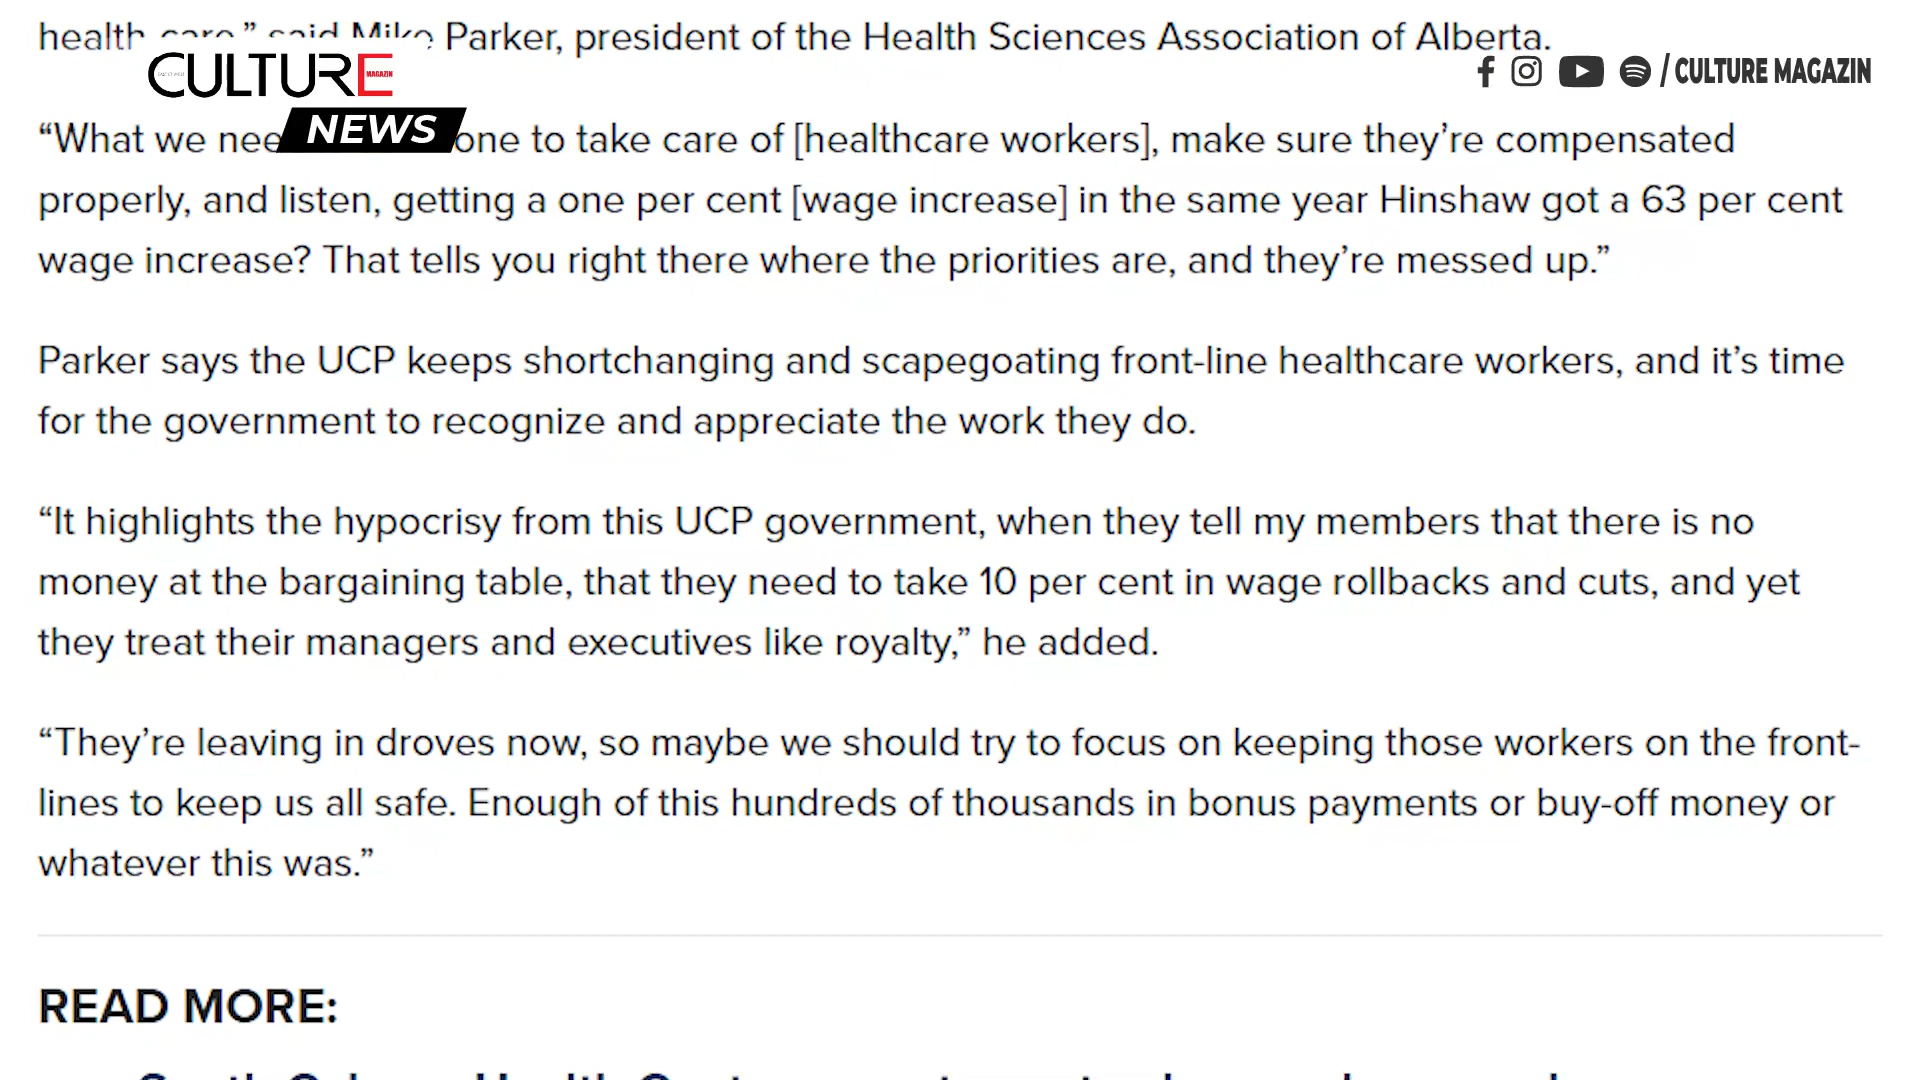 health care,” said Mike Parker, president of the Health Sciences Association of Alberta.
CULTURE
MAGAZIN
NEWS
/ CULTURE MAGAZIN
“What we nee one to take care of [healthcare workers], make sure they’re compensated
properly, and listen, getting a one per cent [wage increase] in the same year Hinshaw got a 63 per cent
wage increase? That tells you right there where the priorities are, and they’re messed up.”
Parker says the UCP keeps shortchanging and scapegoating front-line healthcare workers, and it’s time
for the government to recognize and appreciate the work they do.
“It highlights the hypocrisy from this UCP government, when they tell my members that there is no
money at the bargaining table, that they need to take 10 per cent in wage rollbacks and cuts, and yet
they treat their managers and executives like royalty,” he added.
“They’re leaving in droves now, so maybe we should try to focus on keeping those workers on the front-
lines to keep us all safe. Enough of this hundreds of thousands in bonus payments or buy-off money or
whatever this was.”
READ MORE: